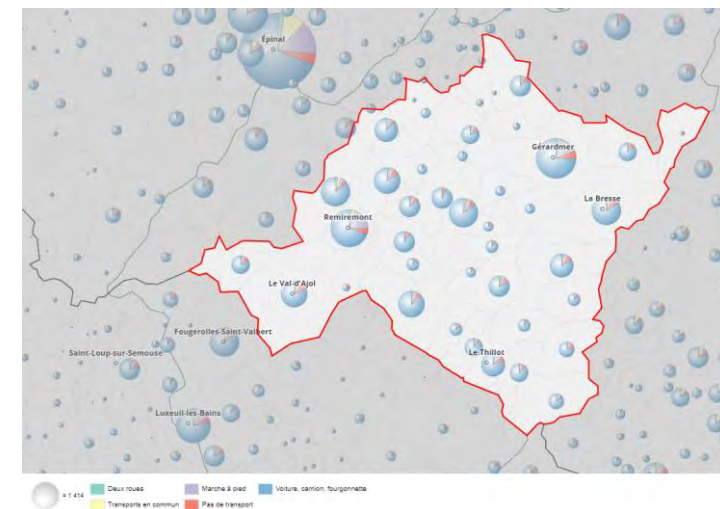 Épinal
Gérardmer
La Bresse
Remiremont
Le Val-d'Ajol
Fougerolles-Saint-Valbert
Saint-Loup-sur-Semouse
Le Thillot
Luxeuil-les-Bains
= 1 414
Deux roues
Marche à pied
Voiture, camion, fourgonnette
Transports en commun
Pas de transport